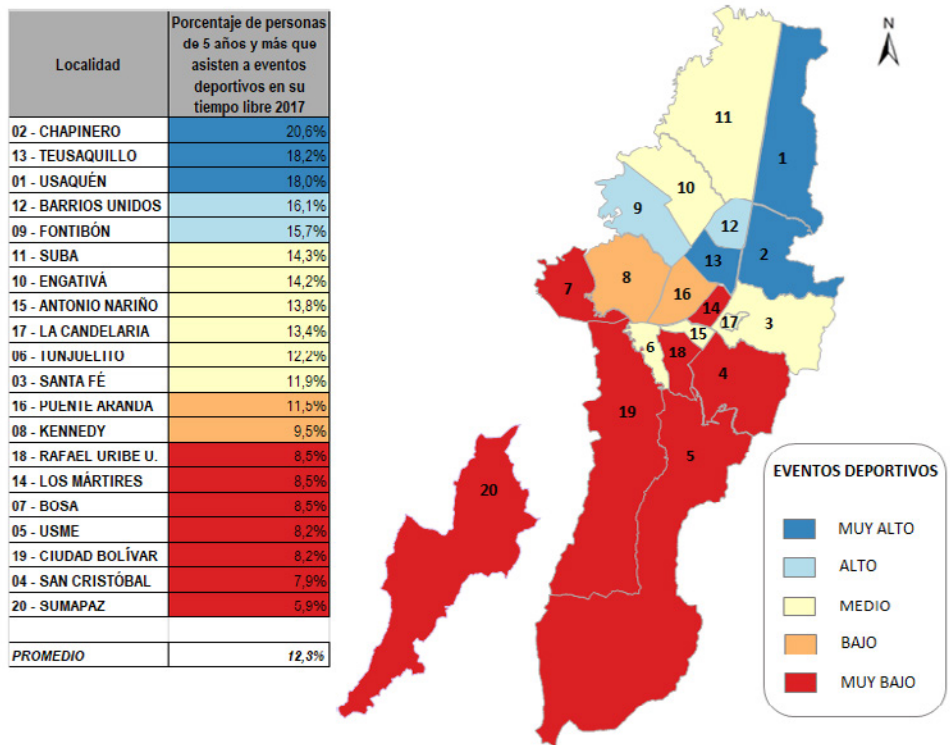 Localidad
Porcentaje de personas
de 5 años y más que
asisten a eventos
deportivos en su
tiempo libre 2017
02 - CHAPINERO 20,6%
13 - TEUSAQUILLO 18,2%
01 - USAQUÉN 18,0%
12 - BARRIOS UNIDOS 16,1%
09 - FONTIBÓN 15,7%
11 - SUBA 14,3%
10 - ENGATIVÁ 14,2%
15 - ANTONIO NARIÑO 13,8%
17 - LA CANDELARIA 13,4%
06 - TUNJUELITO 12,2%
03 - SANTA FÉ 11,9%
16 - PUENTE ARANDA 11,5%
08 - KENNEDY 9,5%
18 - RAFAEL URIBE U. 8,5%
14 - LOS MÁRTIRES 8,5%
07 - BOSA 8,5%
05 - USME 8,2%
19 - CIUDAD BOLÍVAR 8,2%
04 - SAN CRISTÓBAL 7,9%
20 - SUMAPAZ 5,9%
PROMEDIO 12,3%
N
11
1
10
9
12
13
2
8
7
16
14
17
3
15
6
18
4
19
5
20
EVENTOS DEPORTIVOS
MUY ALTO
ALTO
MEDIO
BAJO
MUY BAJO